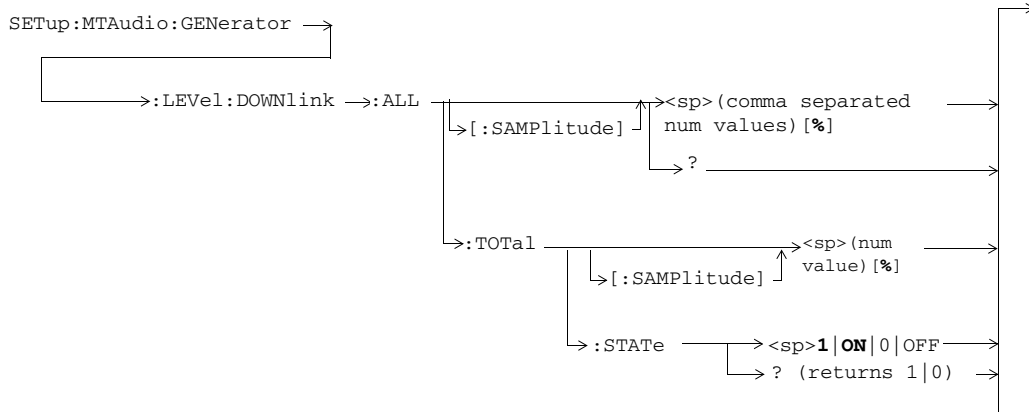 SETup:MTAudio:GENerator
:LEVel:DOWNlink :ALL <sp>(comma separated
[:SAMPlitude] num values)[%]
?
:TOTal <sp>(num
[:SAMPlitude] value)[%]
:STATe <sp>1|ON|0|OFF
? (returns 1|0)